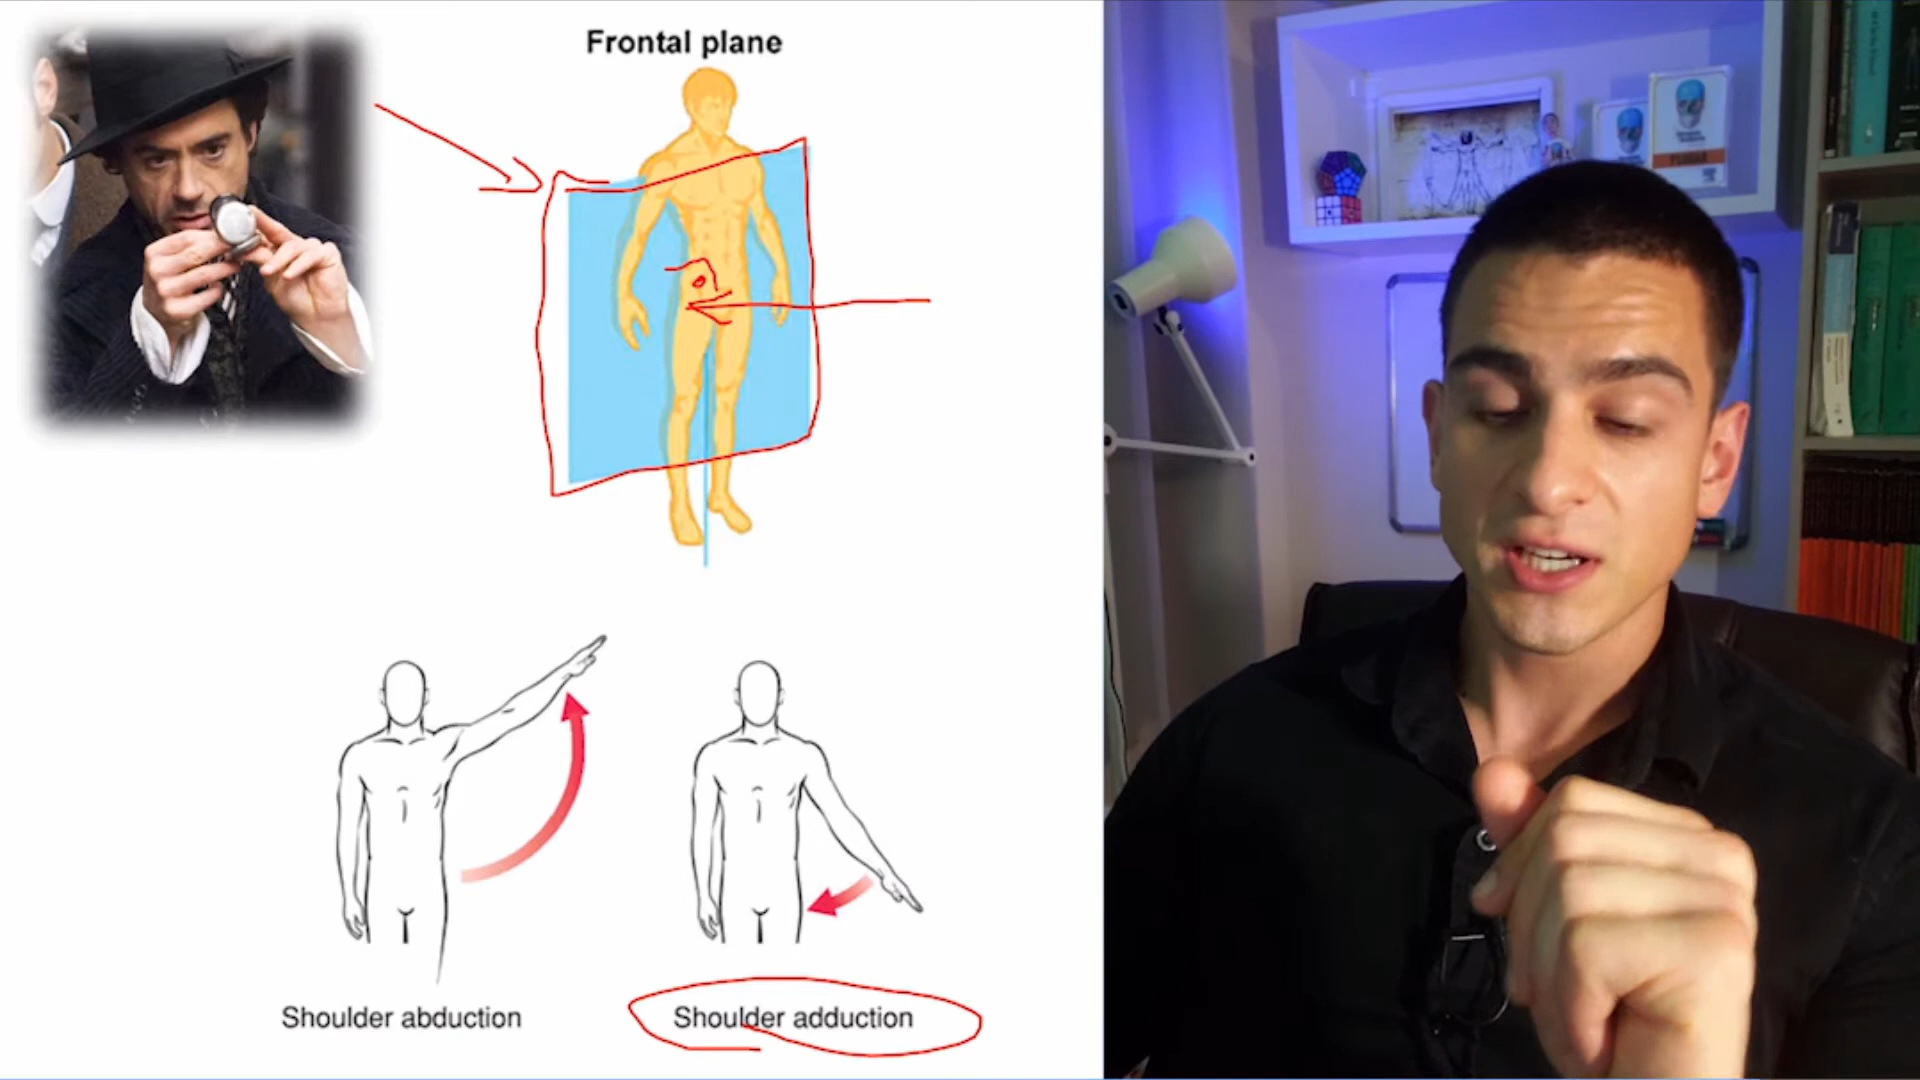 Frontal plane
Shoulder abduction
Shoulder adduction